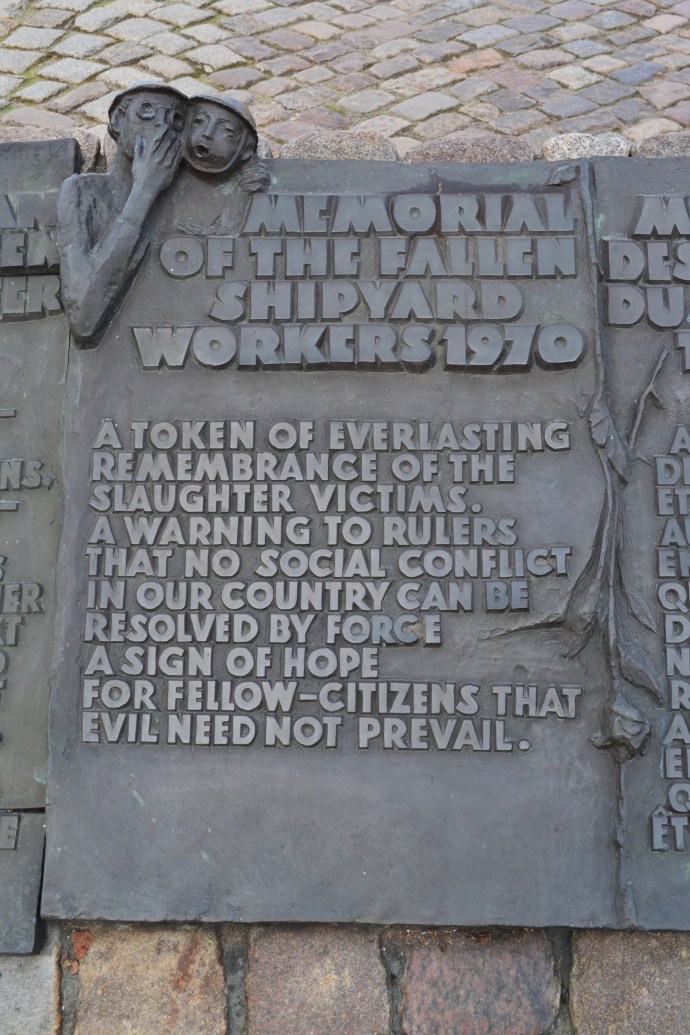 MEMORIAL
OF THE FALLEN
SHIPYARD
WORKERS 1970
A TOKEN OF EVERLASTING
REMEMBRANCE OF THE
SLAUGHTER VICTIMS.
A WARNING TO RULERS
THAT NO SOCIAL CONFLICT
IN OUR COUNTRY CAN BE
RESOLVED BY FORCE
A SIGN OF HOPE
FOR FELLOW-CITIZENS THAT
EVIL NEED NOT PREVAIL.